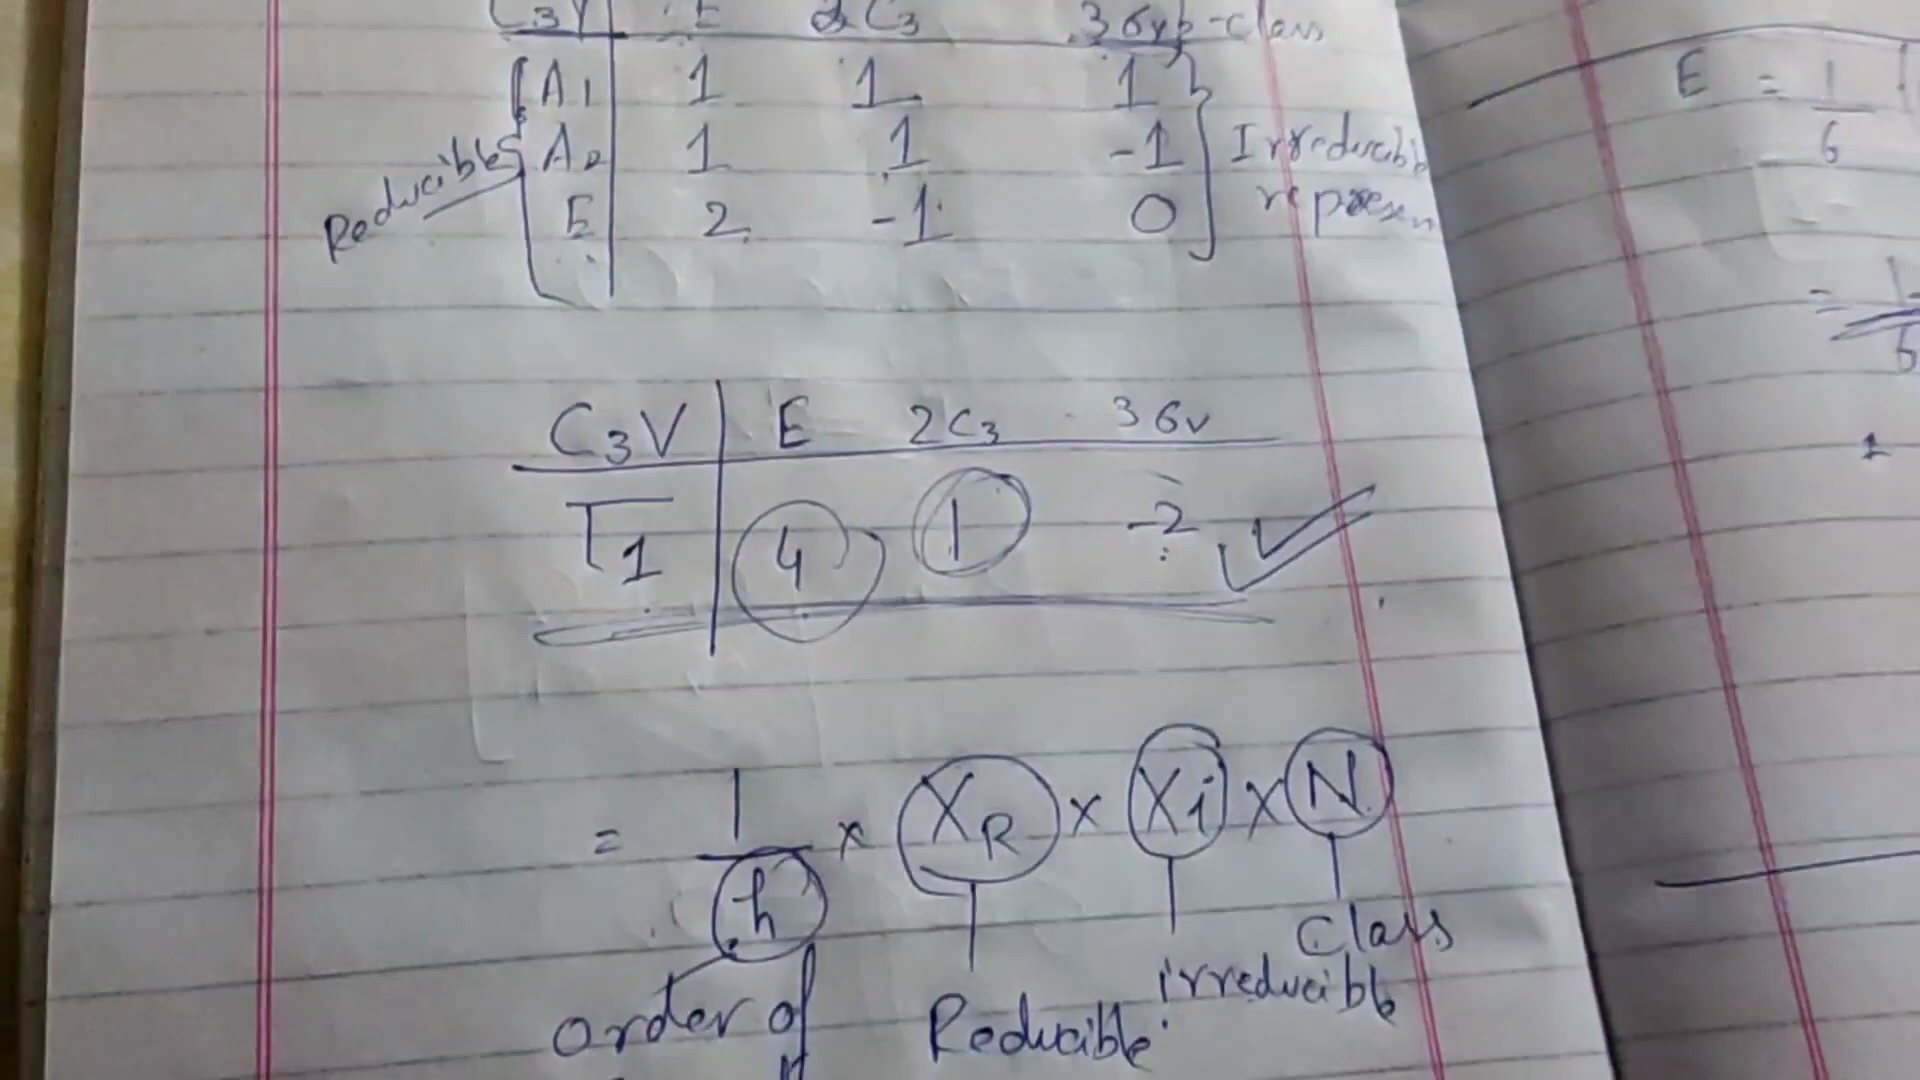 C3V E 2C3 3σv - class
A1 1 1 1
Reducibles A2 1 1 -1 Irreducible
E 2 -1 0 represen
C3V E 2C3 3σv
Γ1 4 1 -2
= 1/h × XR × Xi × N
Class
irreducible
order of Reducible
E = 1/6